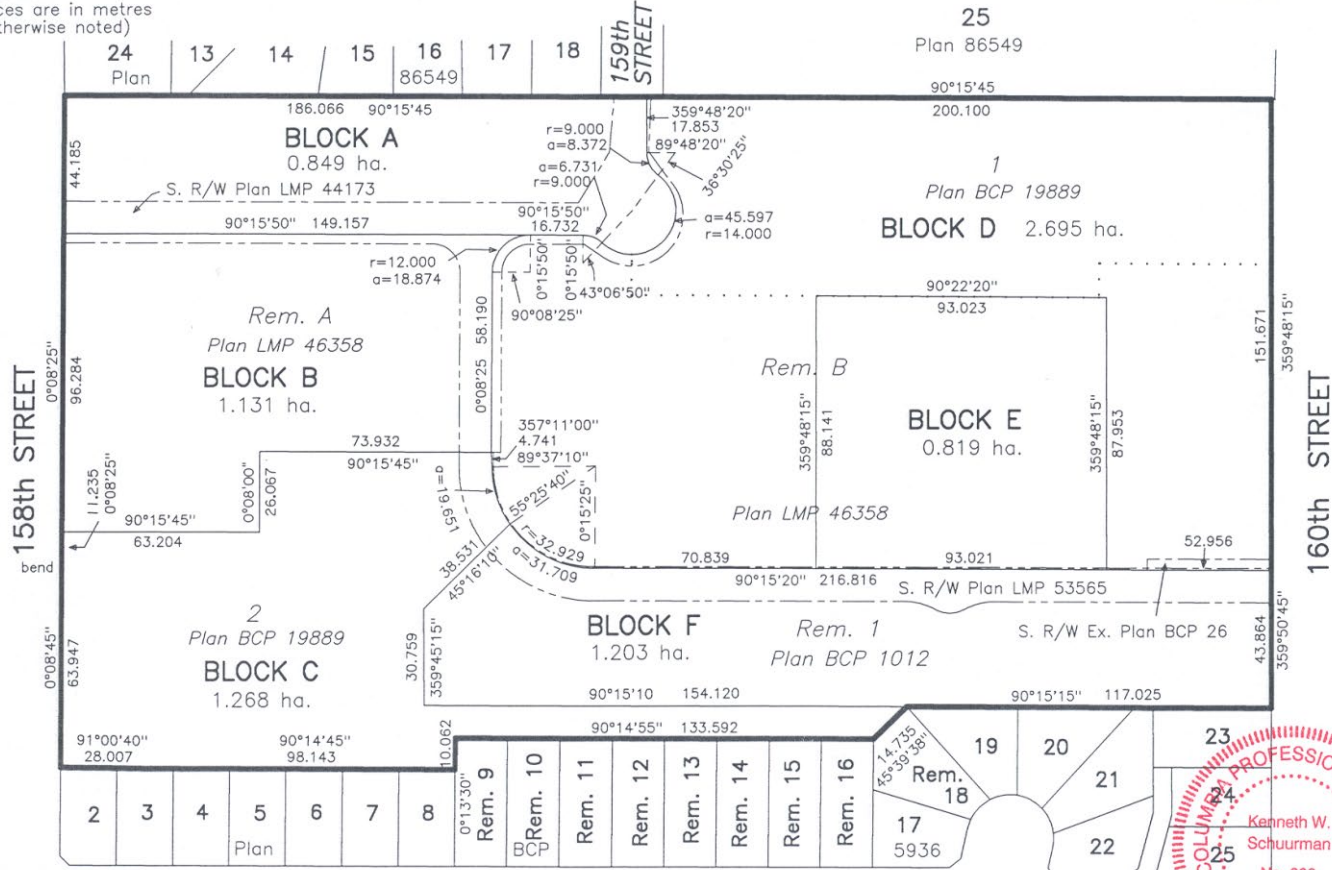 ces are in metres
therwise noted)
24
Plan
13
14
15
16
86549
17
18
159th
STREET
25
Plan 86549
186.066 90°15'45
90°15'45
200.100
BLOCK A
0.849 ha.
44.185
S. R/W Plan LMP 44173
90°15'50" 149.157
r=9.000
a=8.372
a=6.731
r=9.000
359°48'20"
17.853
89°48'20"
36°30'25"
90°15'50"
16.732
a=45.597
r=14.000
1
Plan BCP 19889
BLOCK D 2.695 ha.
r=12.000
a=18.874
0°15'50"
0°15'50"
43°06'50"
90°08'25"
90°22'20"
93.023
Rem. A
Plan LMP 46358
BLOCK B
1.131 ha.
0°08'25"
96.284
0°08'25 58.190
Rem. B
BLOCK E
0.819 ha.
359°48'15"
88.141
359°48'15"
87.953
151.671
359°48'15"
158th STREET
bend
160th STREET
73.932
90°15'45"
357°11'00"
4.741
89°37'10"
11.235
0°08'25"
90°15'45"
63.204
0°08'00"
26.067
a=19.651
55°25'40"
0°15'25"
r=32.929
a=31.709
Plan LMP 46358
38.531
45°16'10"
70.839
93.021
52.956
90°15'20" 216.816
S. R/W Plan LMP 53565
2
Plan BCP 19889
BLOCK C
1.268 ha.
0°08'45"
63.947
30.759
359°45'15"
BLOCK F
1.203 ha.
Rem. 1
Plan BCP 1012
S. R/W Ex. Plan BCP 26
43.864
359°50'45"
90°15'10 154.120
90°15'15" 117.025
91°00'40"
28.007
90°14'45"
98.143
10.062
90°14'55" 133.592
14.735
45°39'38"
2
3
4
5
Plan
6
7
8
0°13'30"
Rem. 9
Rem. 10
BCP
Rem. 11
Rem. 12
Rem. 13
Rem. 14
Rem. 15
Rem. 16
17
5936
Rem.
18
19
20
21
22
23
24
25
COLUMBIA PROFESSIO
Kenneth W.
Schuurman